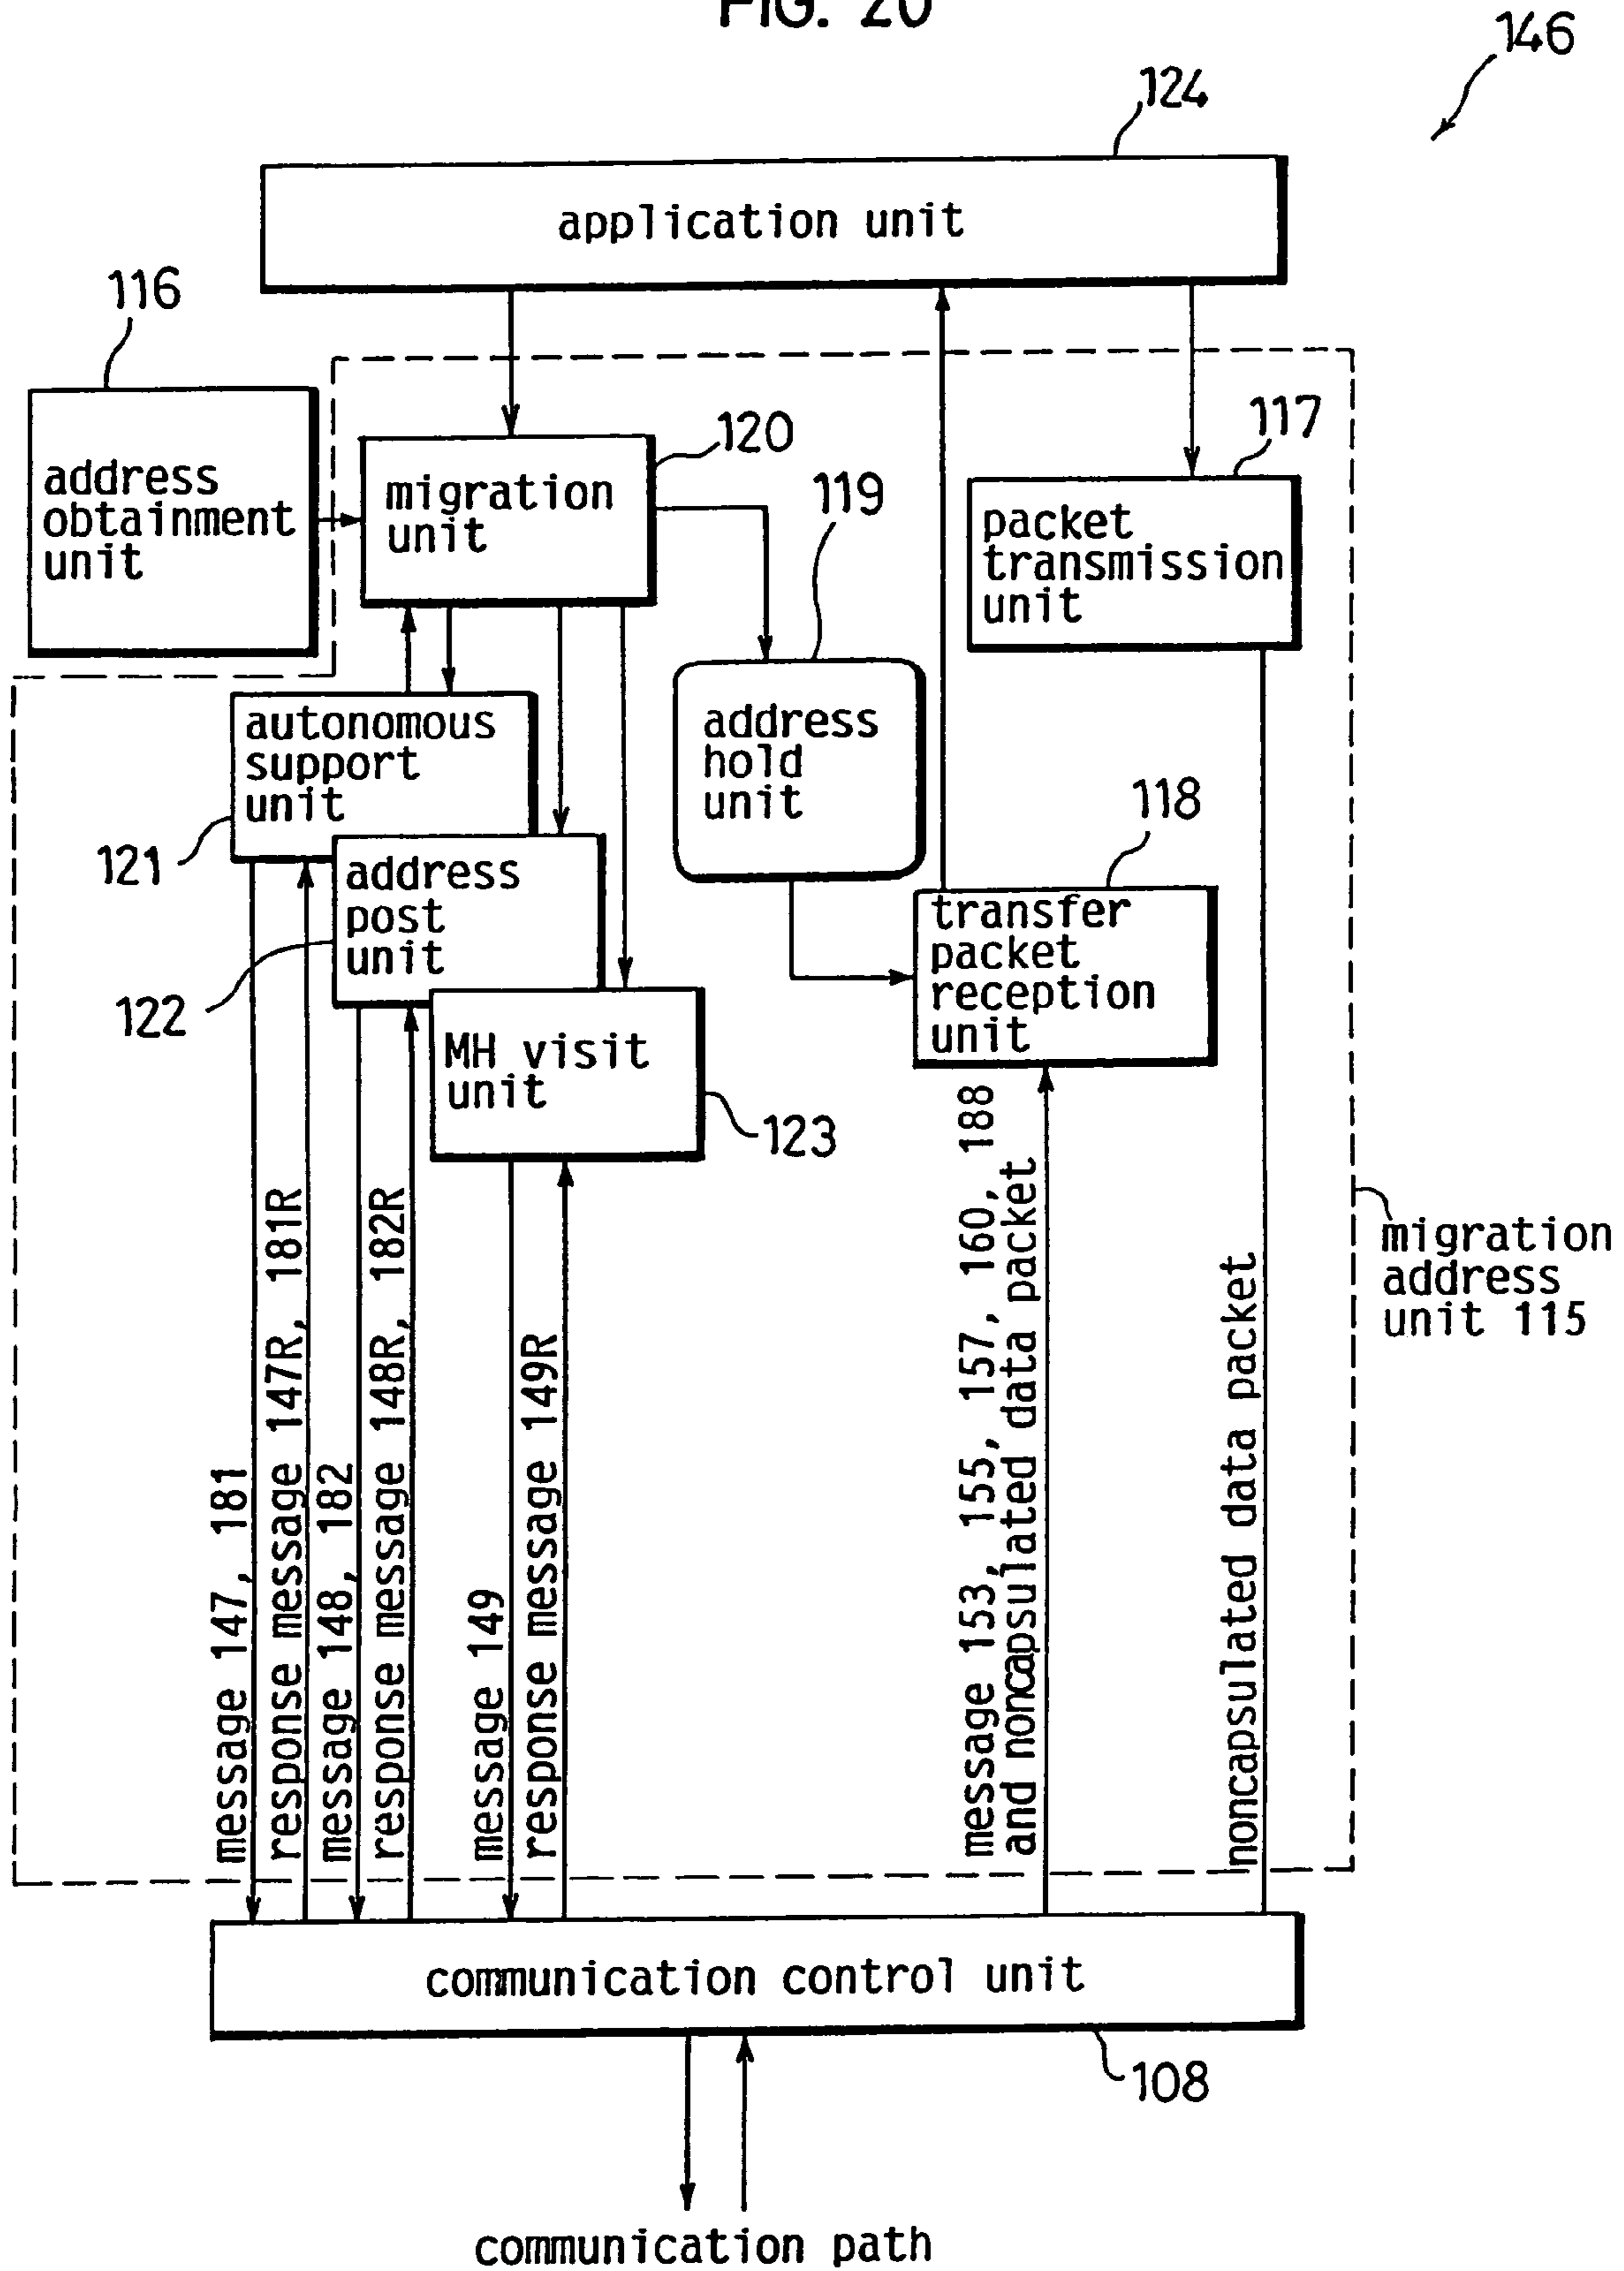 FIG. 20
146
124
application unit
116
address
obtainment
unit
120
migration
unit
117
packet
transmission
unit
119
address
hold
unit
autonomous
support
unit
121
118
transfer
packet
reception
unit
address
post
unit
122
MH visit
unit
123
migration
address
unit 115
message 147, 181
response message 147R, 181R
message 148, 182
response message 148R, 182R
message 149
response message 149R
message 153, 155, 157, 160, 188
and noncapsulated data packet
noncapsulated data packet
communication control unit
108
communication path